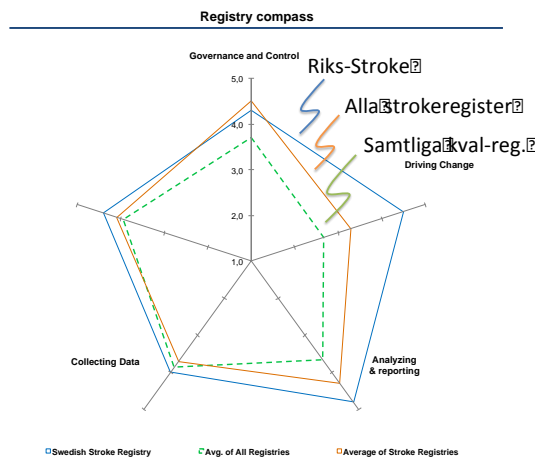 Registry compass
Governance and Control
5,0
Riks-Stroke
4,0
Alla strokeregister
Samtliga kval-reg.
Driving Change
3,0
2,0
1,0
Collecting Data
Analyzing
& reporting
Swedish Stroke Registry
Avg. of All Registries
Average of Stroke Registries